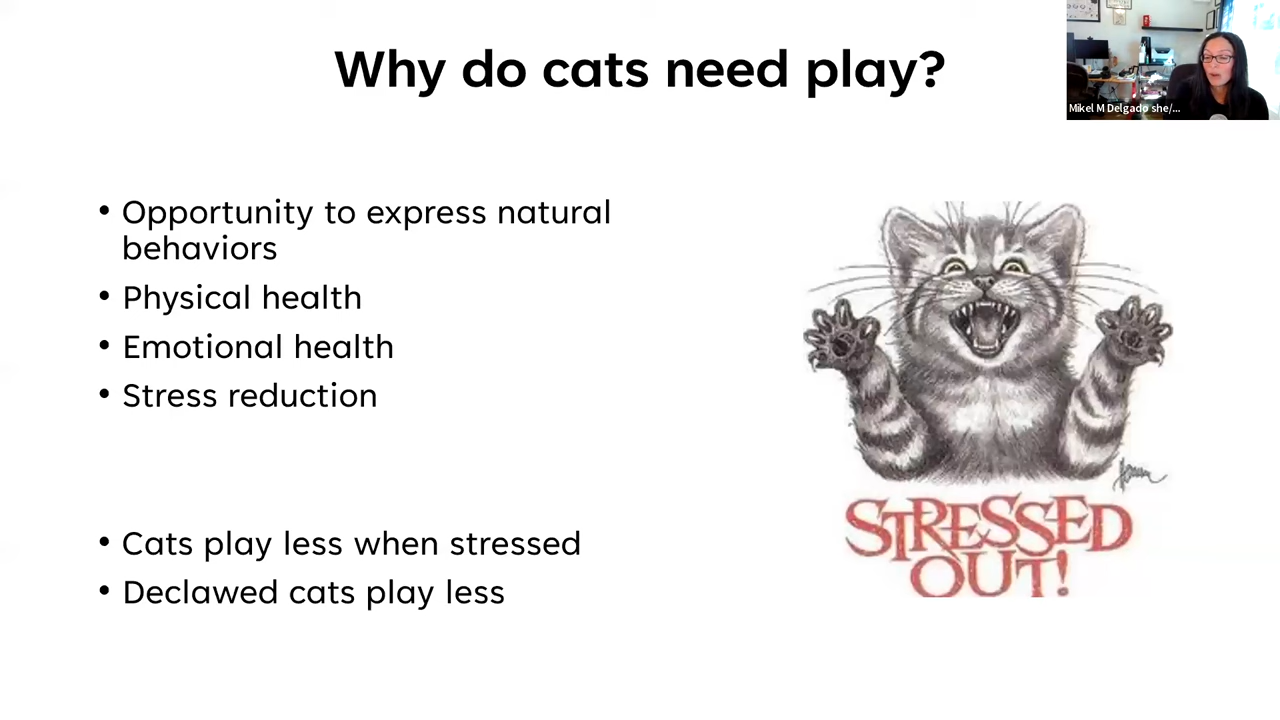 Why do cats need play?
Mikel M Delgado she/...
• Opportunity to express natural
behaviors
• Physical health
• Emotional health
• Stress reduction
• Cats play less when stressed
• Declawed cats play less
STRESSED
OUT!